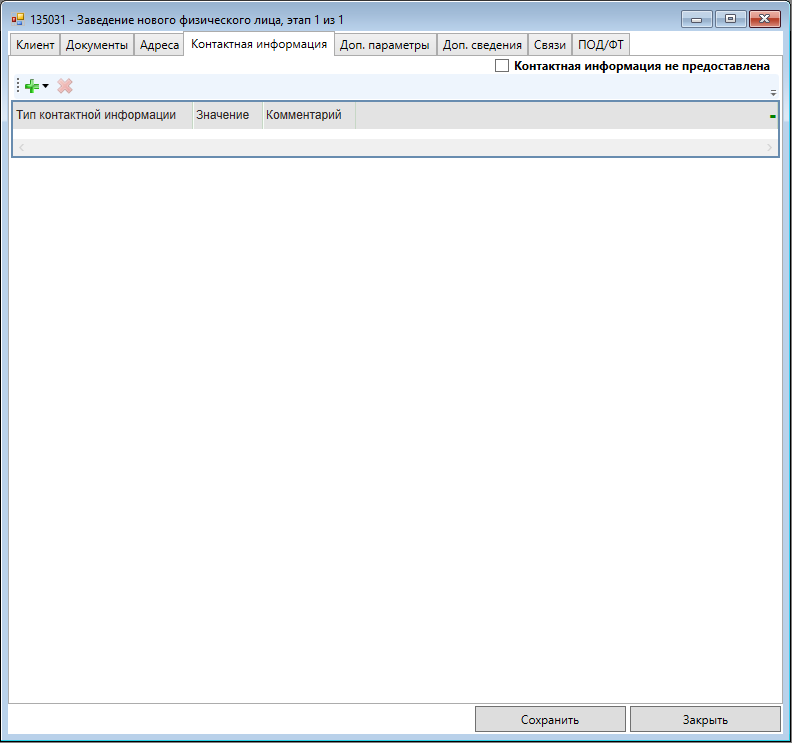 135031 - Заведение нового физического лица, этап 1 из 1
Клиент Документы Адреса Контактная информация Доп. параметры Доп. сведения Связи ПОД/ФТ
Контактная информация не предоставлена
Тип контактной информации Значение Комментарий
Сохранить Закрыть